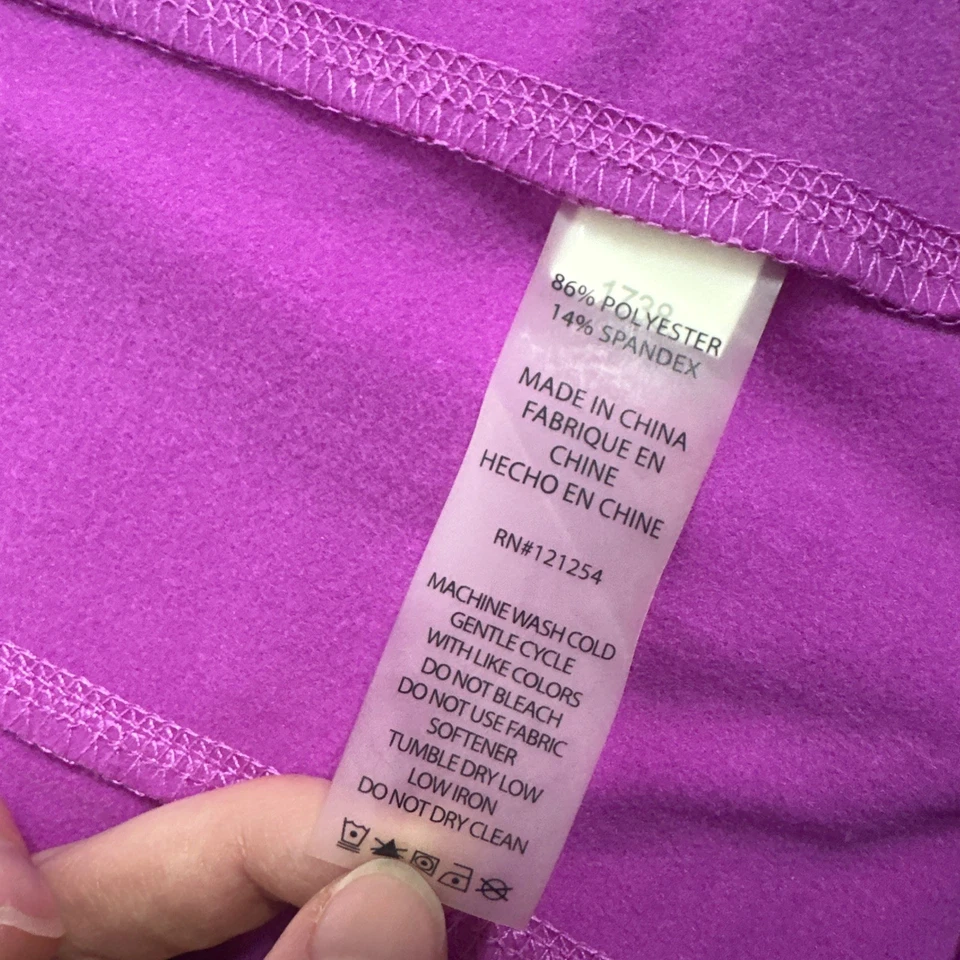 1738
86% POLYESTER
14% SPANDEX
MADE IN CHINA
FABRIQUE EN
CHINE
HECHO EN CHINE
RN#121254
MACHINE WASH COLD
GENTLE CYCLE
WITH LIKE COLORS
DO NOT BLEACH
DO NOT USE FABRIC
SOFTENER
TUMBLE DRY LOW
LOW IRON
DO NOT DRY CLEAN